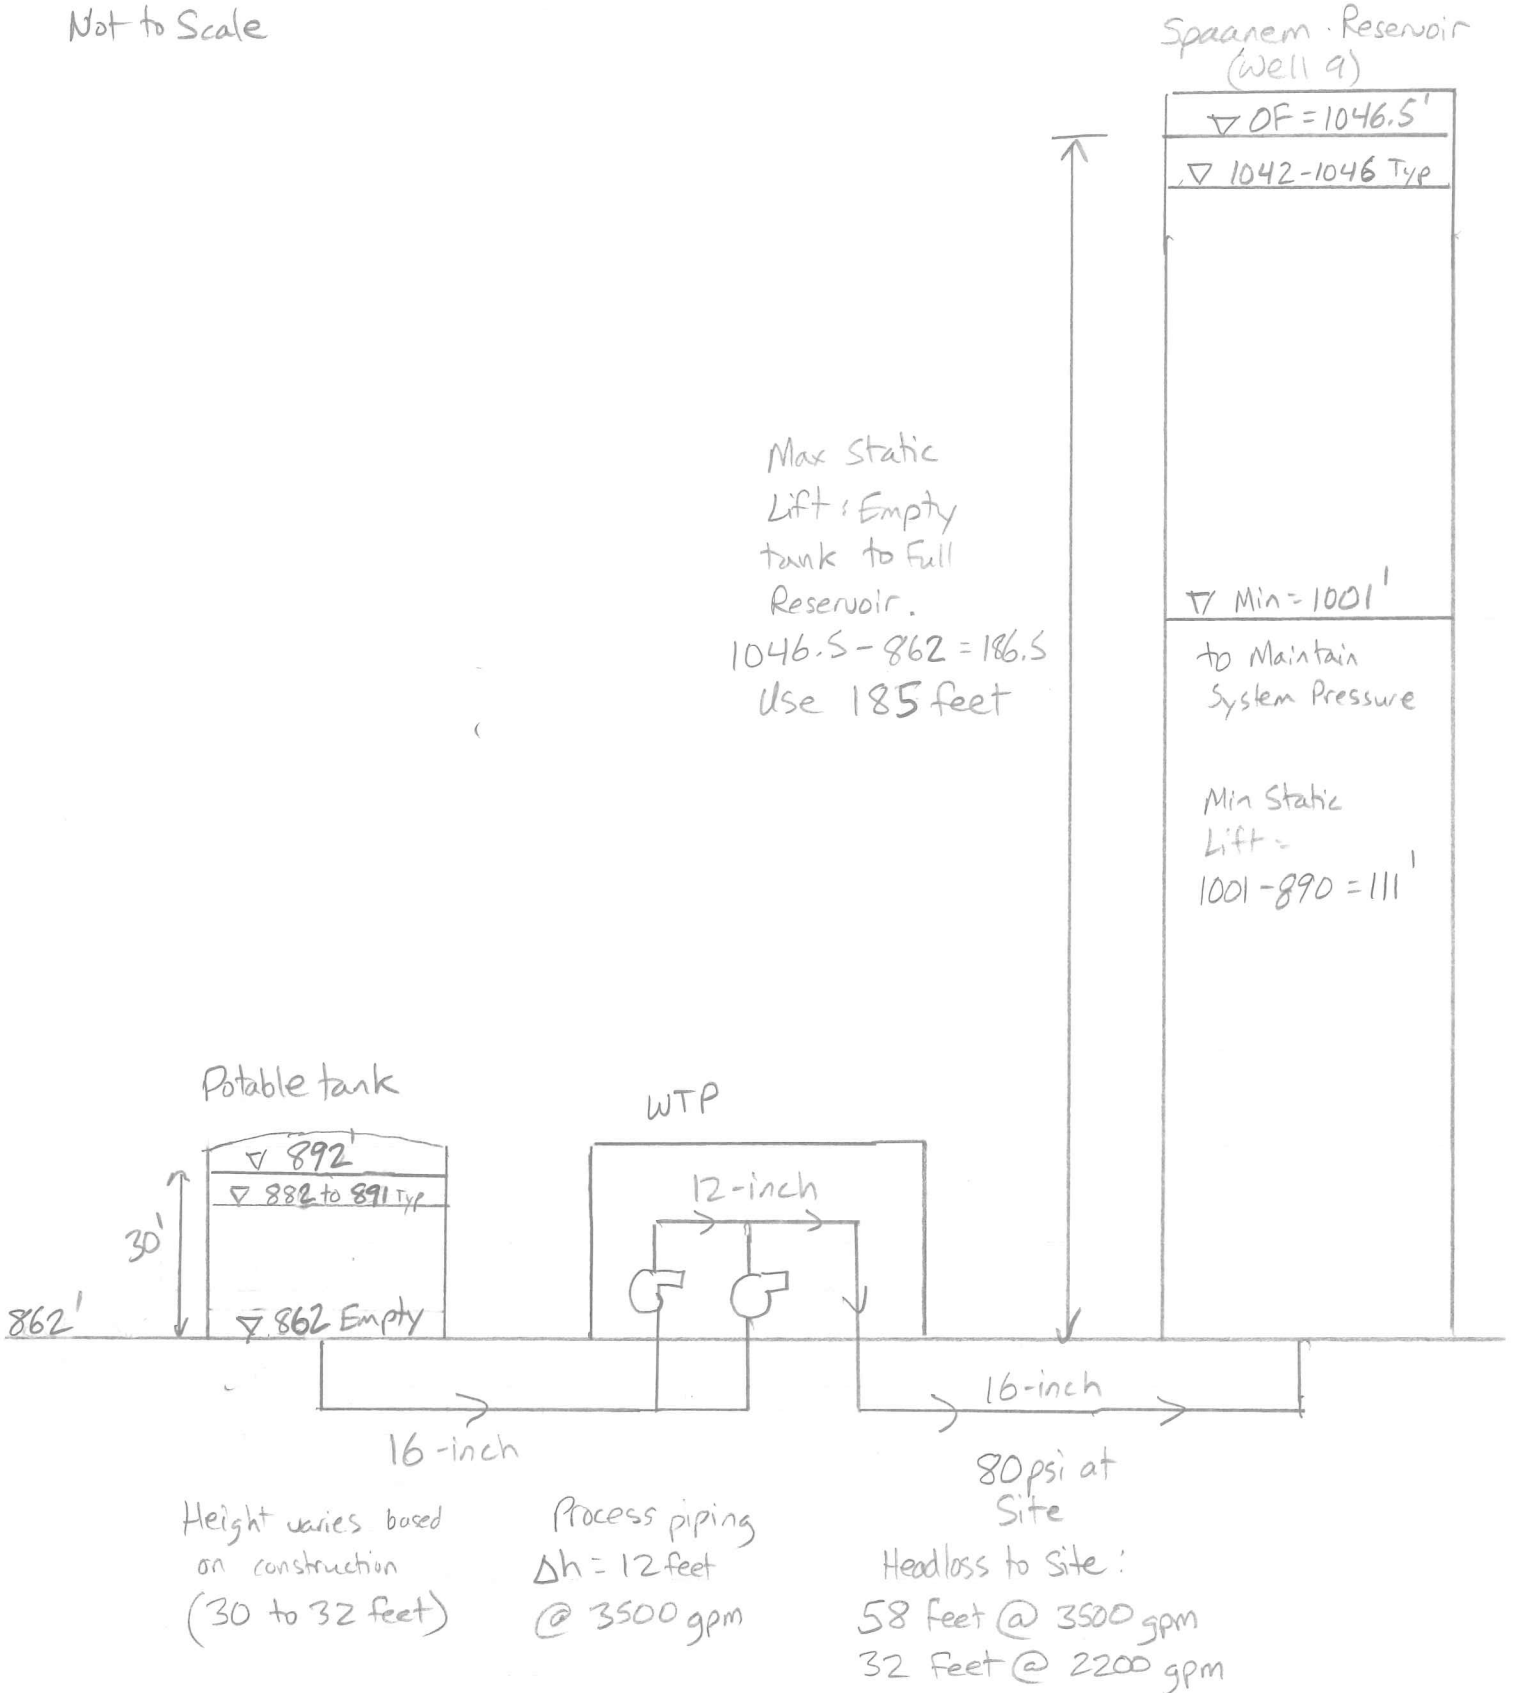 Not to Scale
Spaanem Reservoir
(Well 9)
▽ OF = 1046.5'
▽ 1042-1046 Typ
Max Static
Lift: Empty
tank to Full
Reservoir.
1046.5 - 862 = 186.5
Use 185 feet
▽ Min = 1001'
to Maintain
System Pressure
Min Static
Lift =
1001 - 890 = 111'
Potable tank
▽ 892'
▽ 882 to 891 Typ
30'
862'
▽ 862 Empty
WTP
12-inch
16-inch
16-inch
80 psi at
Site
Height varies based
on construction
(30 to 32 feet)
Process piping
Δh = 12 feet
@ 3500 gpm
Headloss to Site:
58 feet @ 3500 gpm
32 Feet @ 2200 gpm